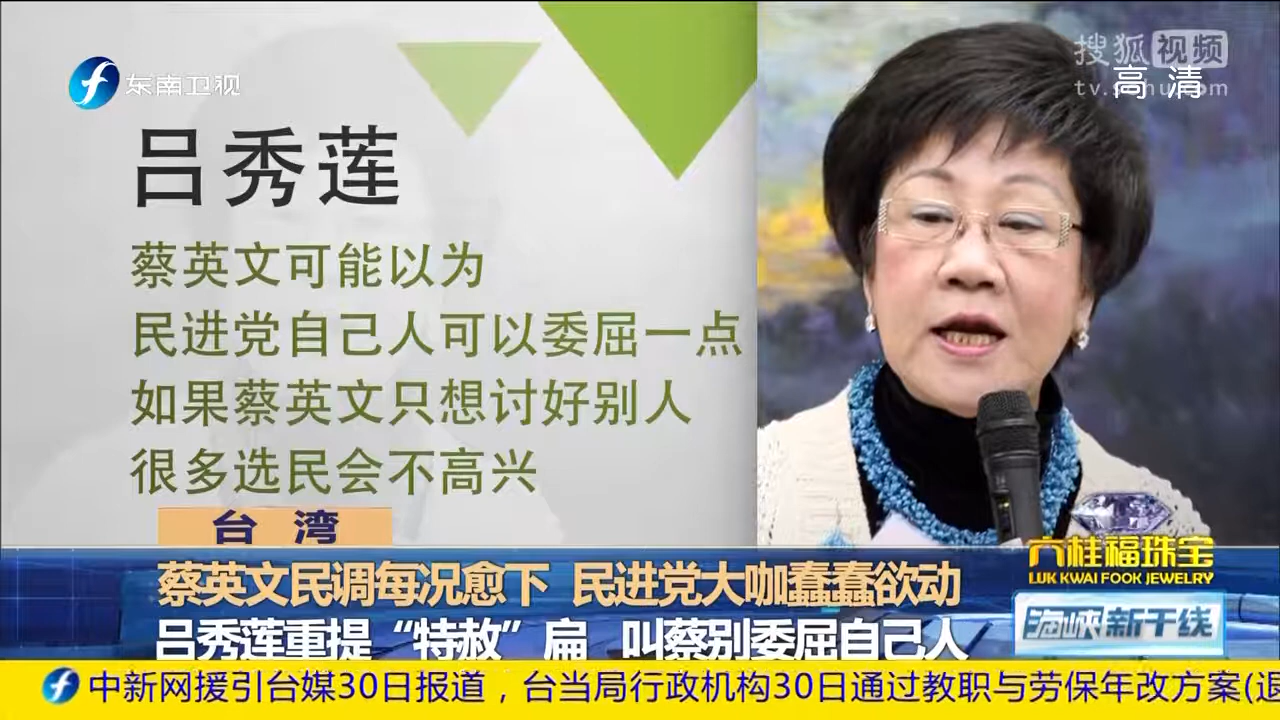 东南卫视
搜狐视频
高清
吕秀莲
蔡英文可能以为
民进党自己人可以委屈一点
如果蔡英文只想讨好别人
很多选民会不高兴
台湾
蔡英文民调每况愈下 民进党大咖蠢蠢欲动
吕秀莲重提“特赦”扁 叫蔡别委屈自己人
六桂福珠宝
LUK KWAI FOOK JEWELRY
海峡新干线
中新网援引台媒30日报道，台当局行政机构30日通过教职与劳保年改方案(退